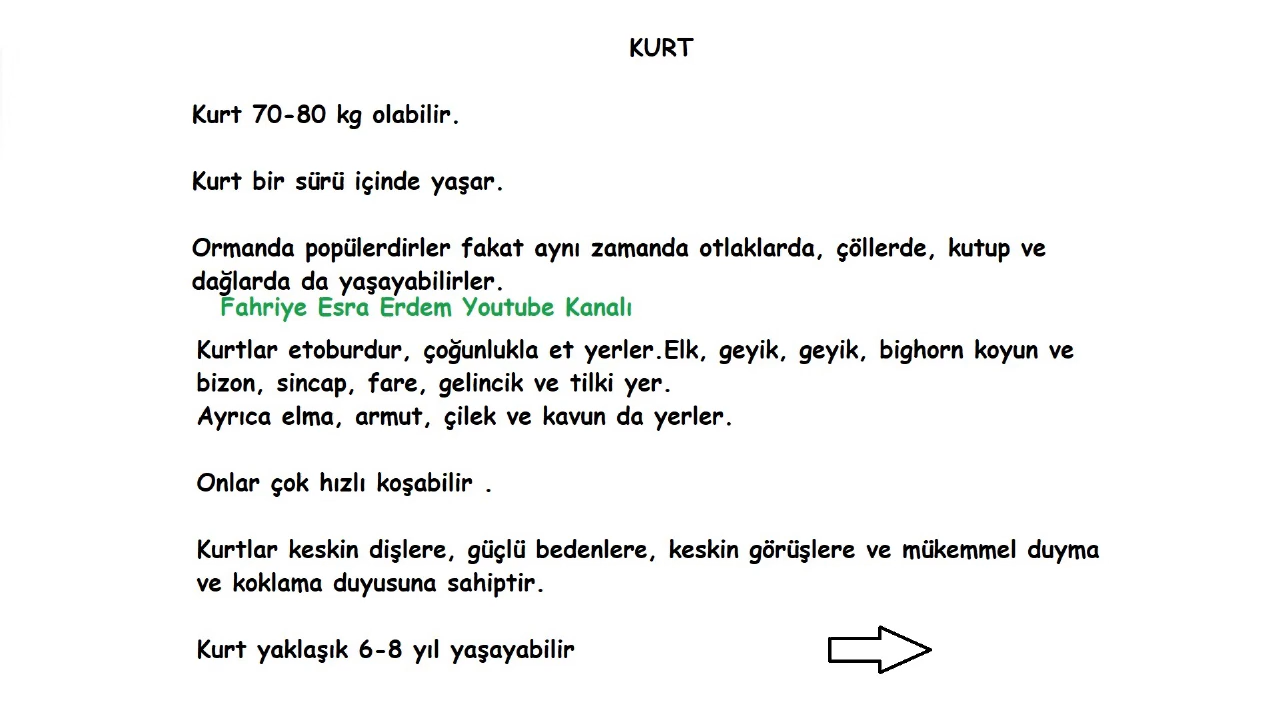 KURT
Kurt 70-80 kg olabilir.
Kurt bir sürü içinde yaşar.
Ormanda popülerdirler fakat aynı zamanda otlaklarda, çöllerde, kutup ve
dağlarda da yaşayabilirler.
Fahriye Esra Erdem Youtube Kanalı
Kurtlar etoburdur, çoğunlukla et yerler.Elk, geyik, geyik, bighorn koyun ve
bizon, sincap, fare, gelincik ve tilki yer.
Ayrıca elma, armut, çilek ve kavun da yerler.
Onlar çok hızlı koşabilir .
Kurtlar keskin dişlere, güçlü bedenlere, keskin görüşlere ve mükemmel duyma
ve koklama duyusuna sahiptir.
Kurt yaklaşık 6-8 yıl yaşayabilir